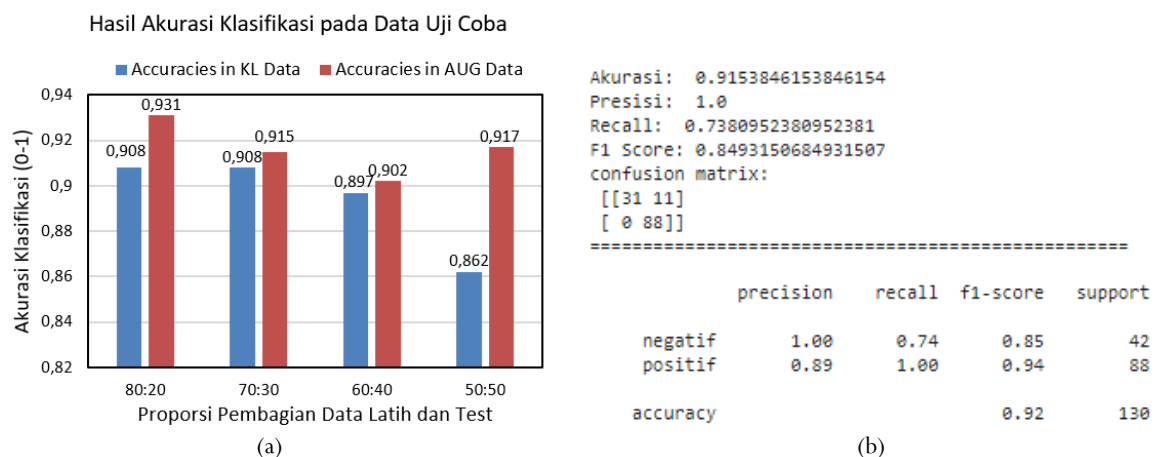 Hasil Akurasi Klasifikasi pada Data Uji Coba
Accuracies in KL Data Accuracies in AUG Data
Akurasi Klasifikasi (0-1)
0,94
0,92
0,9
0,88
0,86
0,84
0,82
0,908 0,931
0,908 0,915
0,897 0,902
0,862 0,917
80:20 70:30 60:40 50:50
Proporsi Pembagian Data Latih dan Test
(a)
Akurasi: 0.9153846153846154
Presisi: 1.0
Recall: 0.7380952380952381
F1 Score: 0.8493150684931507
confusion matrix:
[[31 11]
[ 0 88]]
===================================================
precision recall f1-score support
negatif 1.00 0.74 0.85 42
positif 0.89 1.00 0.94 88
accuracy 0.92 130
(b)